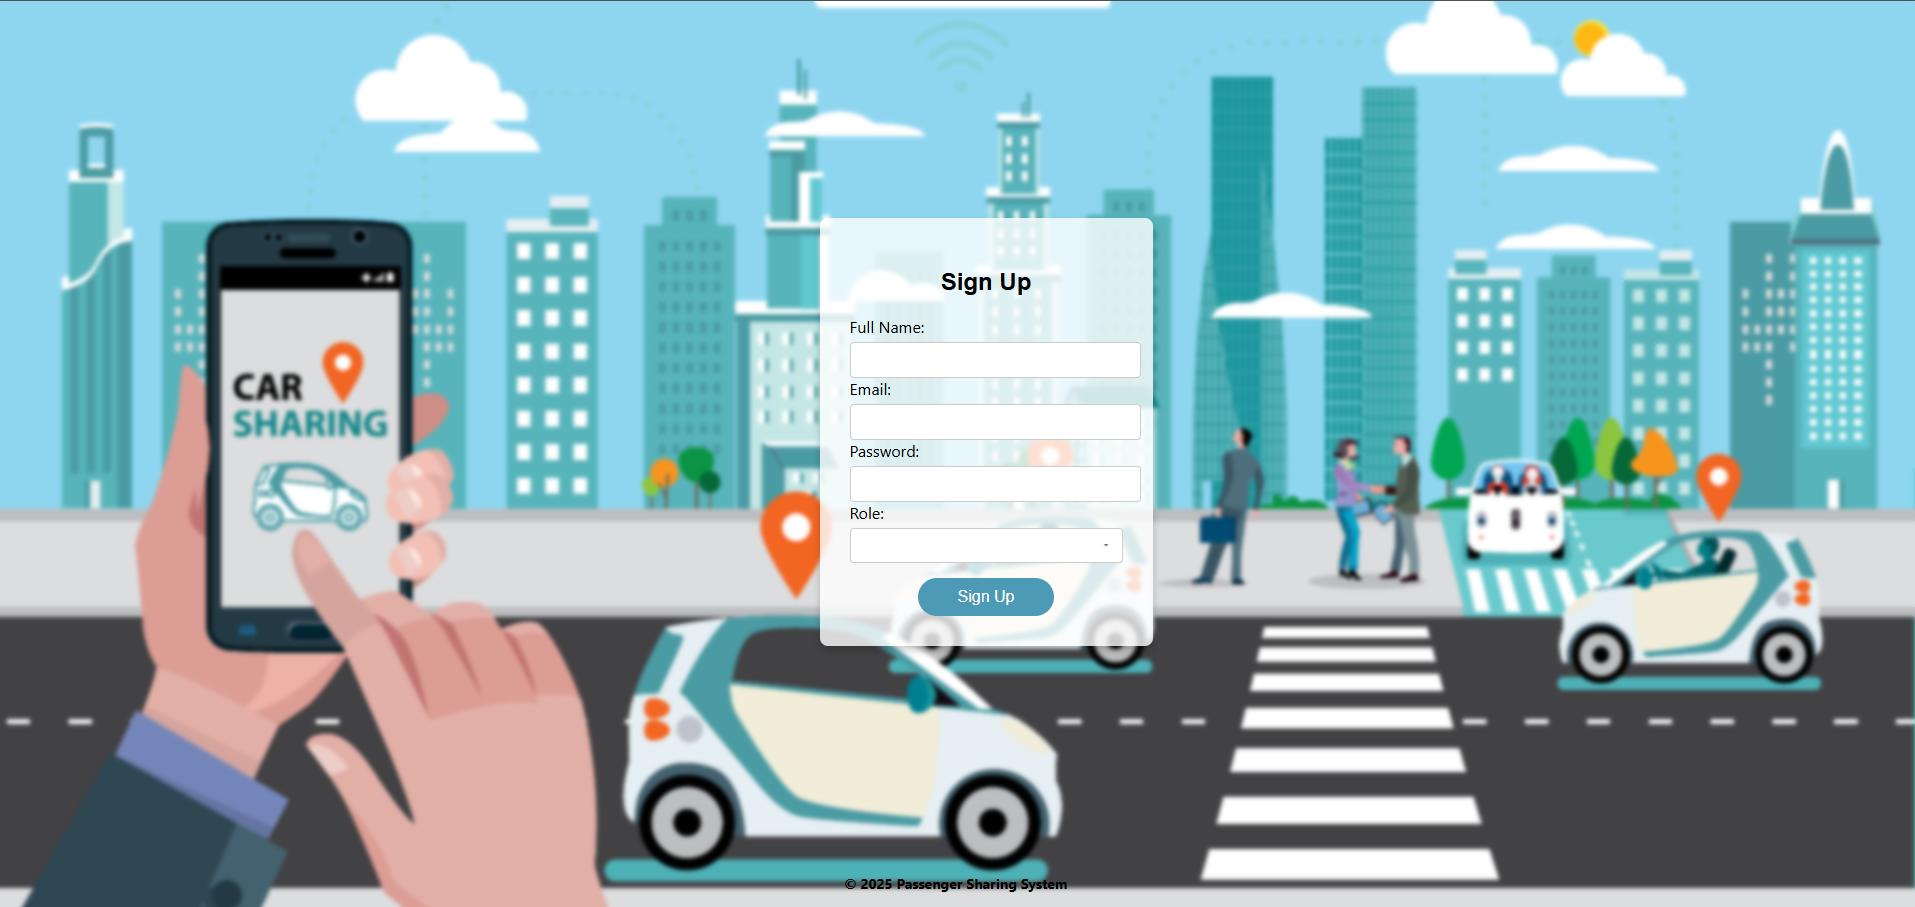 CAR
SHARING
Sign Up
Full Name:
Email:
Password:
Role:
Sign Up
© 2025 Passenger Sharing System